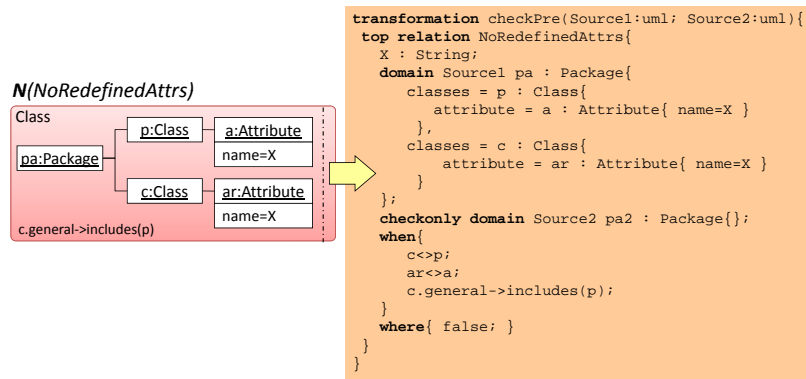 N(NoRedefinedAttrs)
Class
pa:Package
p:Class
a:Attribute
name=X
c:Class
ar:Attribute
name=X
c.general->includes(p)
transformation checkPre(Source1:uml; Source2:uml){
top relation NoRedefinedAttrs{
X : String;
domain Source1 pa : Package{
classes = p : Class{
attribute = a : Attribute{ name=X }
},
classes = c : Class{
attribute = ar : Attribute{ name=X }
}
};
checkonly domain Source2 pa2 : Package{};
when{
c<>p;
ar<>a;
c.general->includes(p);
}
where{ false; }
}
}